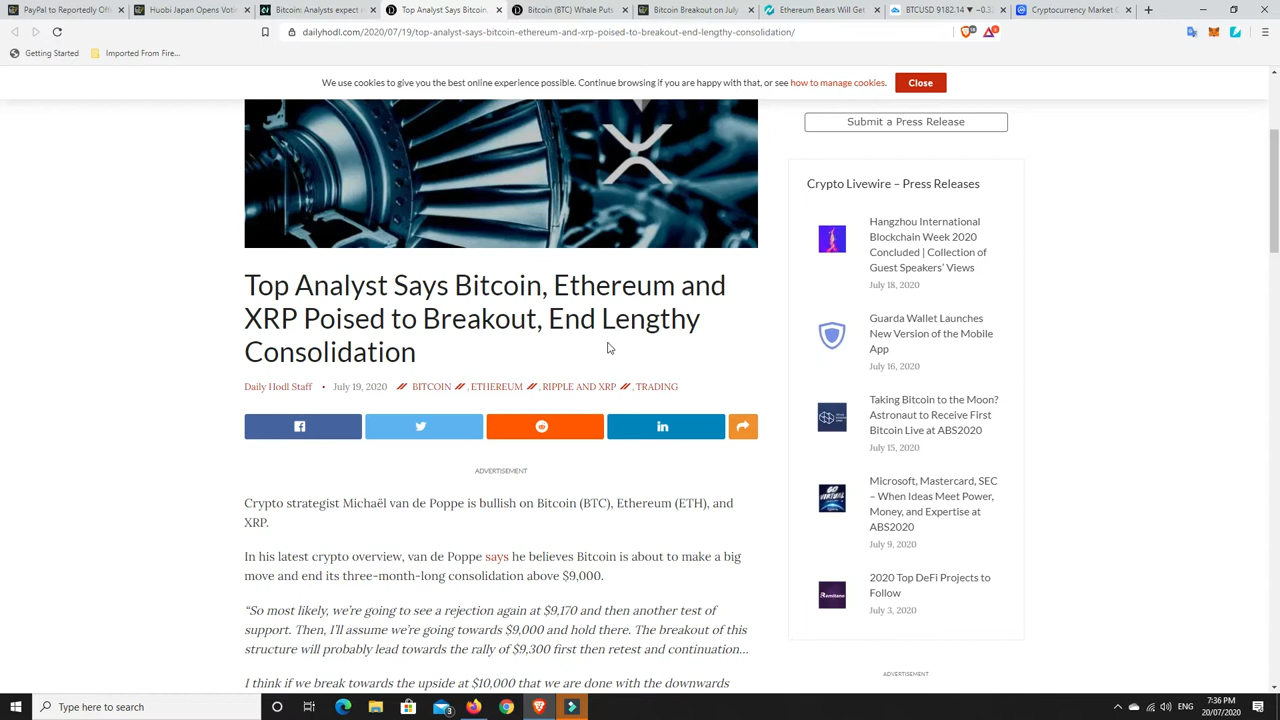 PayPal to Reportedly Of
Huobi Japan Opens Voti
Bitcoin Analysts expect
Top Analyst Says Bitcoin,
(BTC) While Puts
Bitcoin Breakout on July
Ethereum Bears Will Get
BTCUSD 9182.14 ▼ −0.3
Cryptocurrency Market C
dailyhodl.com/2020/07/19/top-analyst-says-bitcoin-ethereum-and-xrp-poised-to-breakout-end-lengthy-consolidation/
Getting Started
Imported From Fire...
We use cookies to give you the best online experience possible. Continue browsing if you are happy with that, or see how to manage cookies.
Close
Top Analyst Says Bitcoin, Ethereum and
XRP Poised to Breakout, End Lengthy
Consolidation
Daily Hodl Staff • July 19, 2020 // BITCOIN // , ETHEREUM // , RIPPLE AND XRP // , TRADING
ADVERTISEMENT
Crypto strategist Michaël van de Poppe is bullish on Bitcoin (BTC), Ethereum (ETH), and
XRP.
In his latest crypto overview, van de Poppe says he believes Bitcoin is about to make a big
move and end its three-month-long consolidation above $9,000.
“So most likely, we’re going to see a rejection again at $9,170 and then another test of
support. Then, I’ll assume we’re going towards $9,000 and hold there. The breakout of this
structure will probably lead towards the rally of $9,300 first then retest and continuation…
I think if we break towards the upside at $10,000 that we are done with the downwards
Submit a Press Release
Crypto Livewire – Press Releases
Hangzhou International
Blockchain Week 2020
Concluded | Collection of
Guest Speakers’ Views
July 18, 2020
Guarda Wallet Launches
New Version of the Mobile
App
July 16, 2020
Taking Bitcoin to the Moon?
Astronaut to Receive First
Bitcoin Live at ABS2020
July 15, 2020
Microsoft, Mastercard, SEC
– When Ideas Meet Power,
Money, and Expertise at
ABS2020
July 9, 2020
2020 Top DeFi Projects to
Follow
July 3, 2020
ADVERTISEMENT
Type here to search
ENG
7:36 PM
20/07/2020